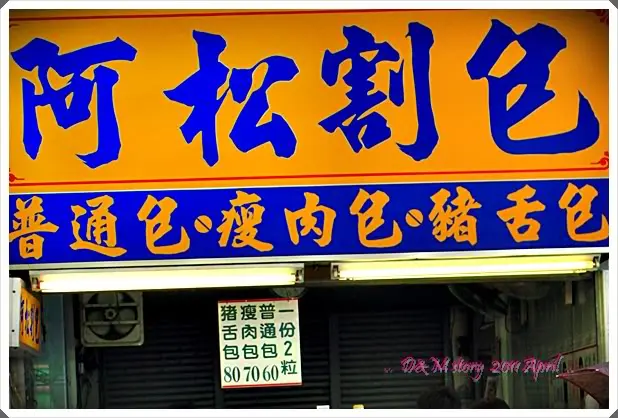 阿松割包
普通包 瘦肉包 豬舌包
一份2粒
普通包60
瘦肉包70
豬舌包80
.. D&M story 2011 April